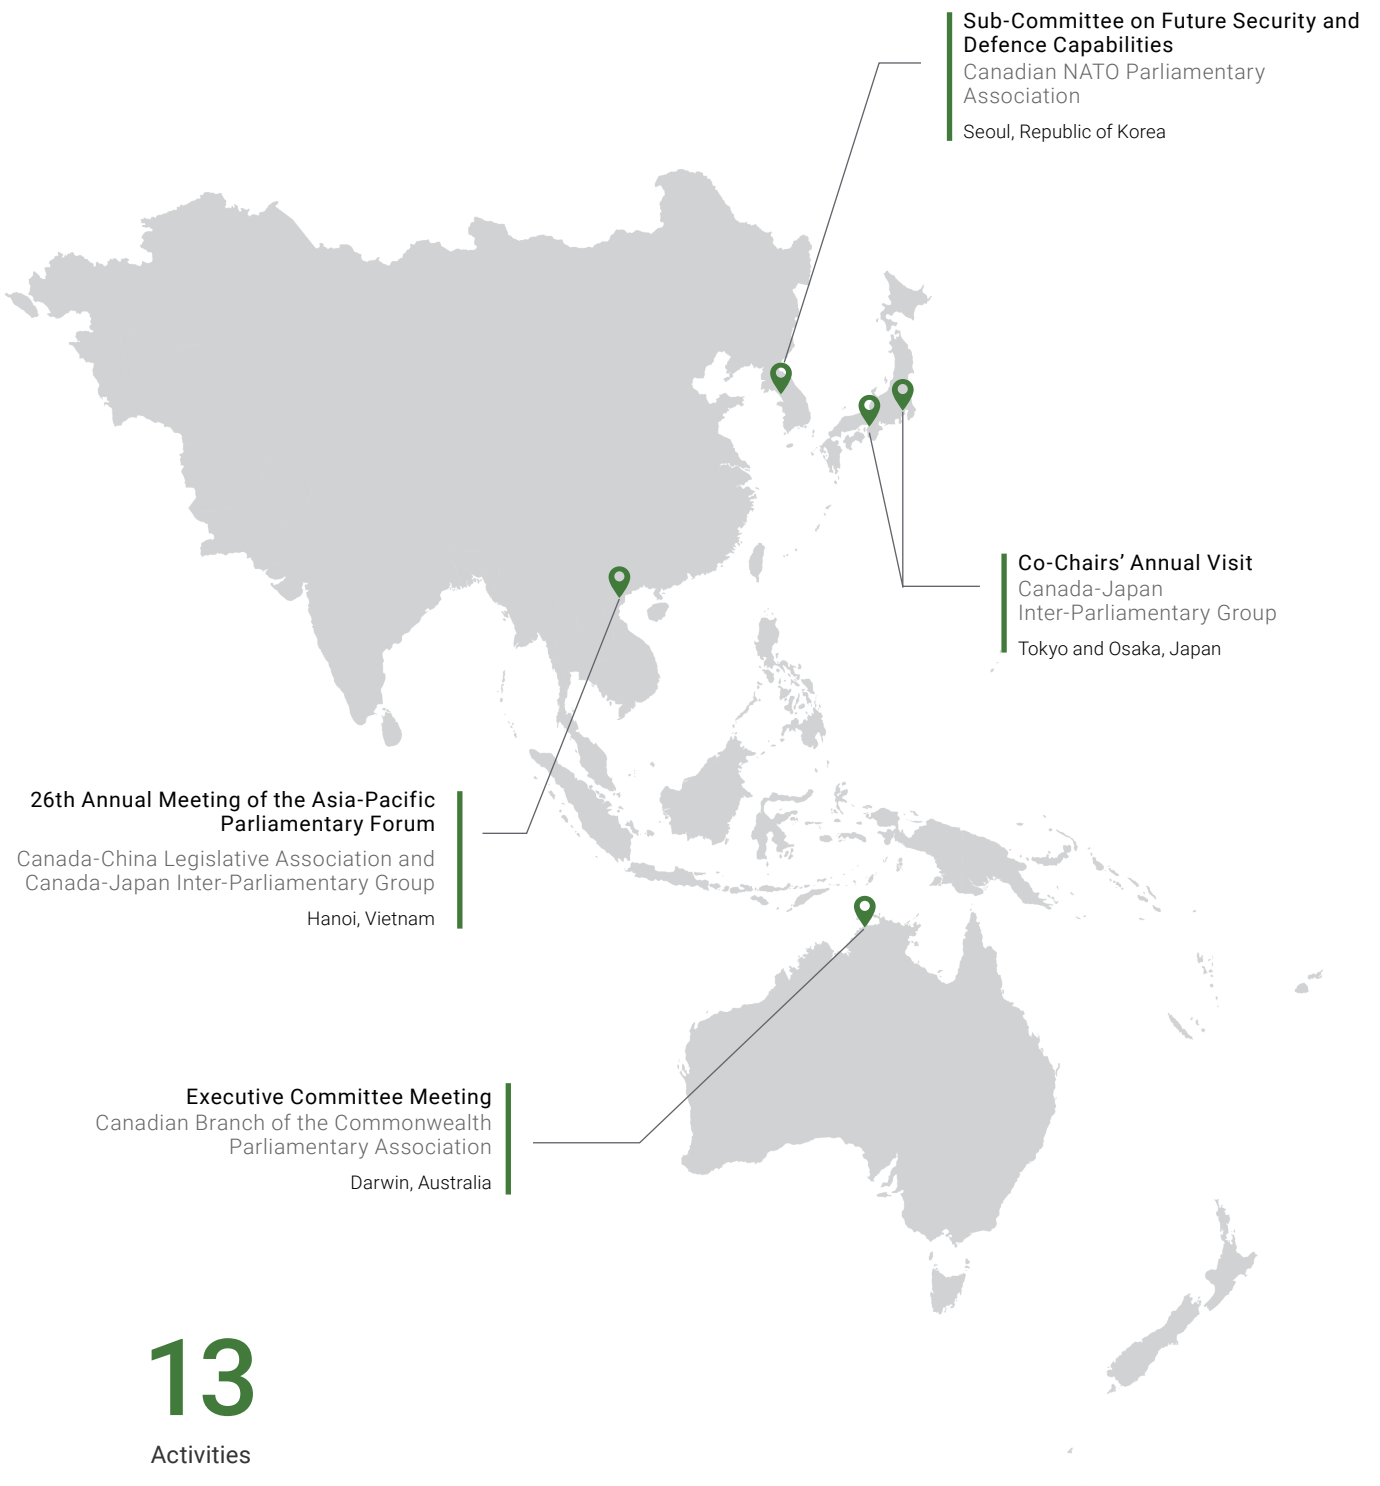 Sub-Committee on Future Security and
Defence Capabilities
Canadian NATO Parliamentary
Association
Seoul, Republic of Korea
Co-Chairs’ Annual Visit
Canada-Japan
Inter-Parliamentary Group
Tokyo and Osaka, Japan
26th Annual Meeting of the Asia-Pacific
Parliamentary Forum
Canada-China Legislative Association and
Canada-Japan Inter-Parliamentary Group
Hanoi, Vietnam
Executive Committee Meeting
Canadian Branch of the Commonwealth
Parliamentary Association
Darwin, Australia
13
Activities